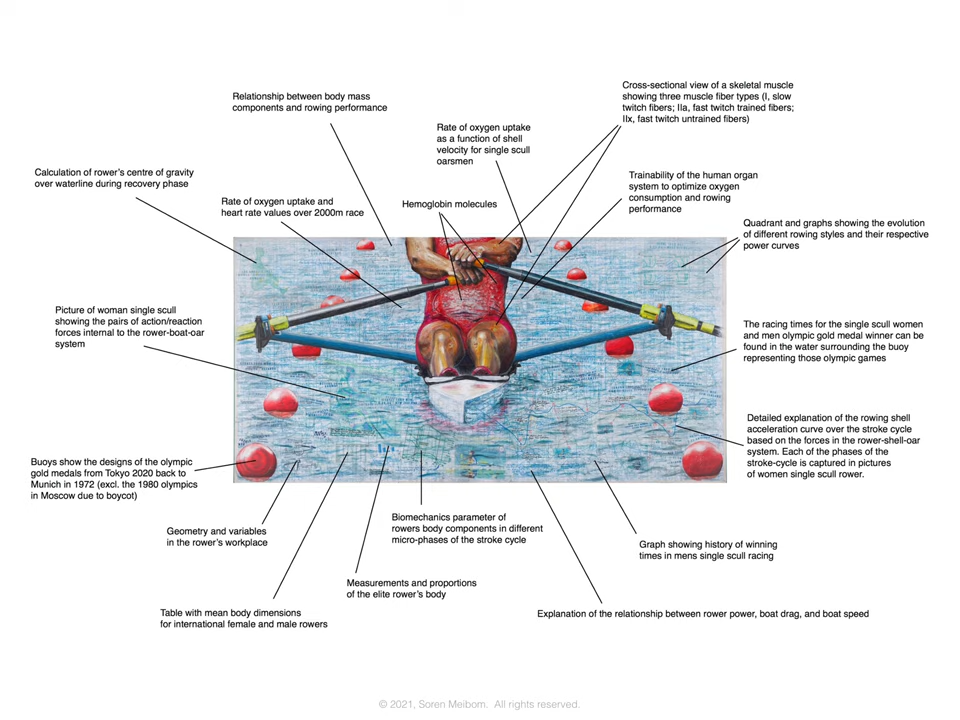 Cross-sectional view of a skeletal muscle
showing three muscle fiber types (I, slow
twitch fibers; IIa, fast twitch trained fibers;
IIx, fast twitch untrained fibers)
Relationship between body mass
components and rowing performance
Rate of oxygen uptake
as a function of shell
velocity for single scull
oarsmen
Calculation of rower's centre of gravity
over waterline during recovery phase
Trainability of the human organ
system to optimize oxygen
consumption and rowing
performance
Rate of oxygen uptake and
heart rate values over 2000m race
Hemoglobin molecules
Quadrant and graphs showing the evolution
of different rowing styles and their respective
power curves
Picture of woman single scull
showing the pairs of action/reaction
forces internal to the rower-boat-oar
system
The racing times for the single scull women
and men olympic gold medal winner can be
found in the water surrounding the buoy
representing those olympic games
Detailed explanation of the rowing shell
acceleration curve over the stroke cycle
based on the forces in the rower-shell-oar
system. Each of the phases of the
stroke-cycle is captured in pictures
of women single scull rower.
Buoys show the designs of the olympic
gold medals from Tokyo 2020 back to
Munich in 1972 (excl. the 1980 olympics
in Moscow due to boycot)
Geometry and variables
in the rower's workplace
Biomechanics parameter of
rowers body components in different
micro-phases of the stroke cycle
Graph showing history of winning
times in mens single scull racing
Measurements and proportions
of the elite rower's body
Table with mean body dimensions
for international female and male rowers
Explanation of the relationship between rower power, boat drag, and boat speed
© 2021, Soren Meibom. All rights reserved.